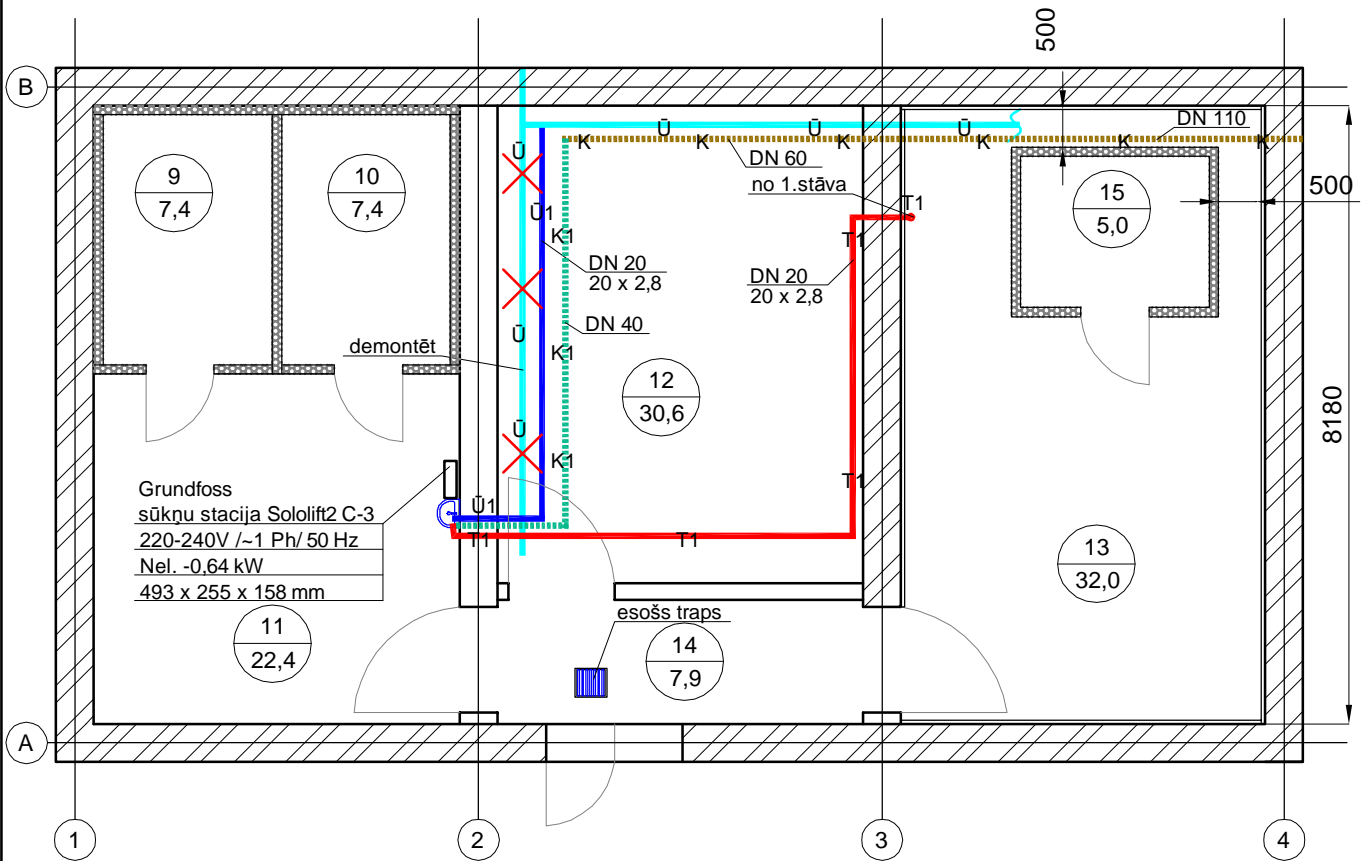 500
B
Ū
Ū
Ū
DN 110
K
K
K
K
K
K
Ū
DN 60
no 1.stāva
9
7,4
10
7,4
15
5,0
500
T1
Ū1
K1
T1
DN 20
20 x 2,8
DN 20
20 x 2,8
DN 40
Ū
demontēt
K1
12
30,6
8180
Ū
K1
T1
Grundfoss
sūkņu stacija Sololift2 C-3
220-240V /~1 Ph/ 50 Hz
Nel. -0,64 kW
493 x 255 x 158 mm
Ū1
T1
T1
13
32,0
esošs traps
11
22,4
14
7,9
A
1
2
3
4